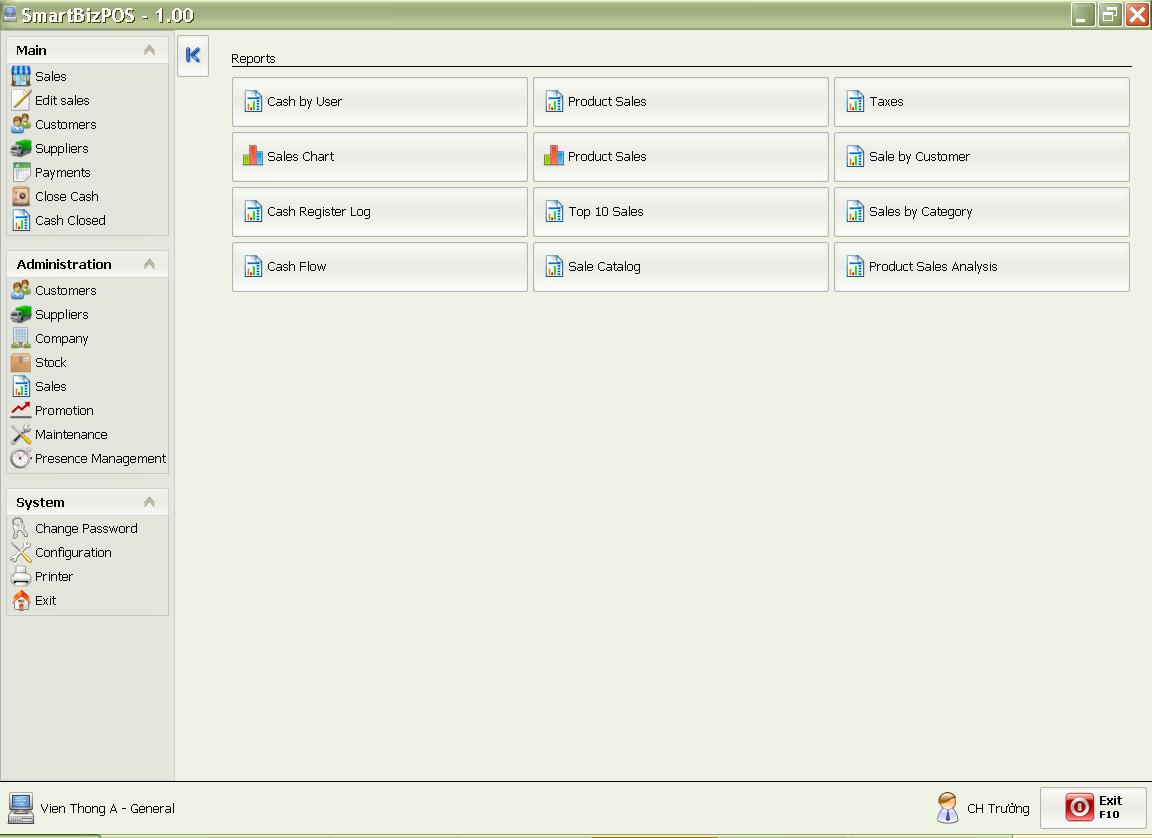 SmartBizPOS - 1.00
Main
Sales
Edit sales
Customers
Suppliers
Payments
Close Cash
Cash Closed
Administration
Customers
Suppliers
Company
Stock
Sales
Promotion
Maintenance
Presence Management
System
Change Password
Configuration
Printer
Exit
Reports
Cash by User
Product Sales
Taxes
Sales Chart
Product Sales
Sale by Customer
Cash Register Log
Top 10 Sales
Sales by Category
Cash Flow
Sale Catalog
Product Sales Analysis
Vien Thong A - General
CH Trưởng
Exit
F10